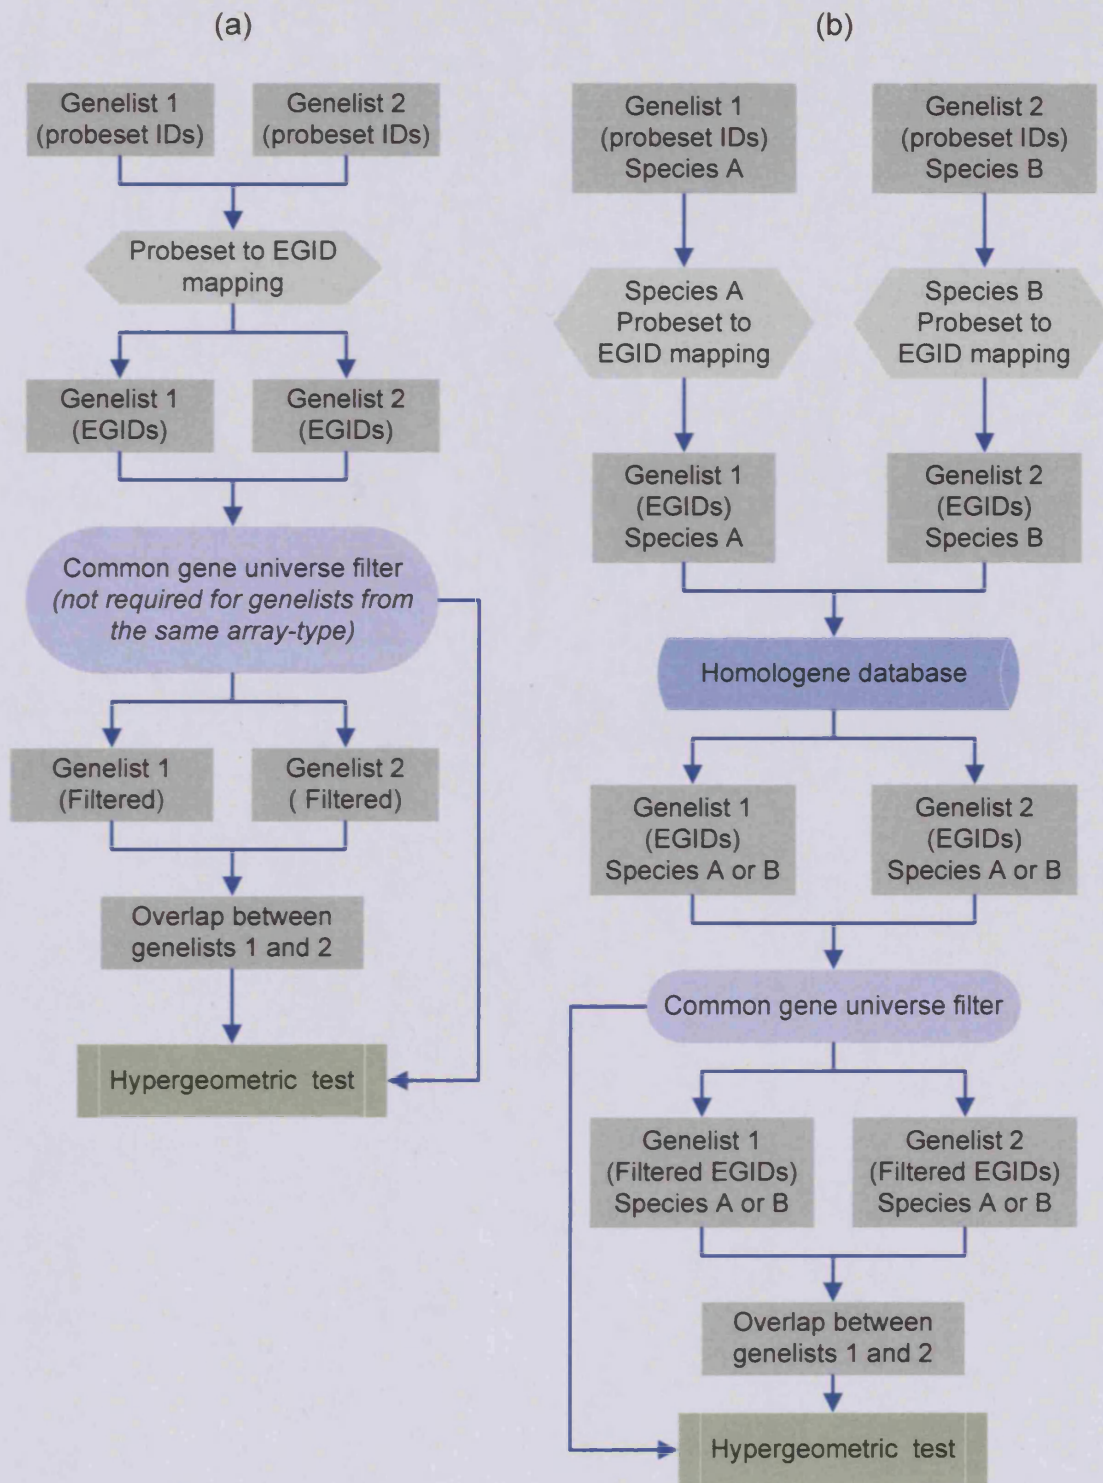 (a)
Genelist 1
(probeset IDs)
Genelist 2
(probeset IDs)
Probeset to EGID
mapping
Genelist 1
(EGIDs)
Genelist 2
(EGIDs)
Common gene universe filter
(not required for genelists from
the same array-type)
Genelist 1
(Filtered)
Genelist 2
( Filtered)
Overlap between
genelists 1 and 2
Hypergeometric test
(b)
Genelist 1
(probeset IDs)
Species A
Genelist 2
(probeset IDs)
Species B
Species A
Probeset to
EGID mapping
Species B
Probeset to
EGID mapping
Genelist 1
(EGIDs)
Species A
Genelist 2
(EGIDs)
Species B
Homologene database
Genelist 1
(EGIDs)
Species A or B
Genelist 2
(EGIDs)
Species A or B
Common gene universe filter
Genelist 1
(Filtered EGIDs)
Species A or B
Genelist 2
(Filtered EGIDs)
Species A or B
Overlap between
genelists 1 and 2
Hypergeometric test